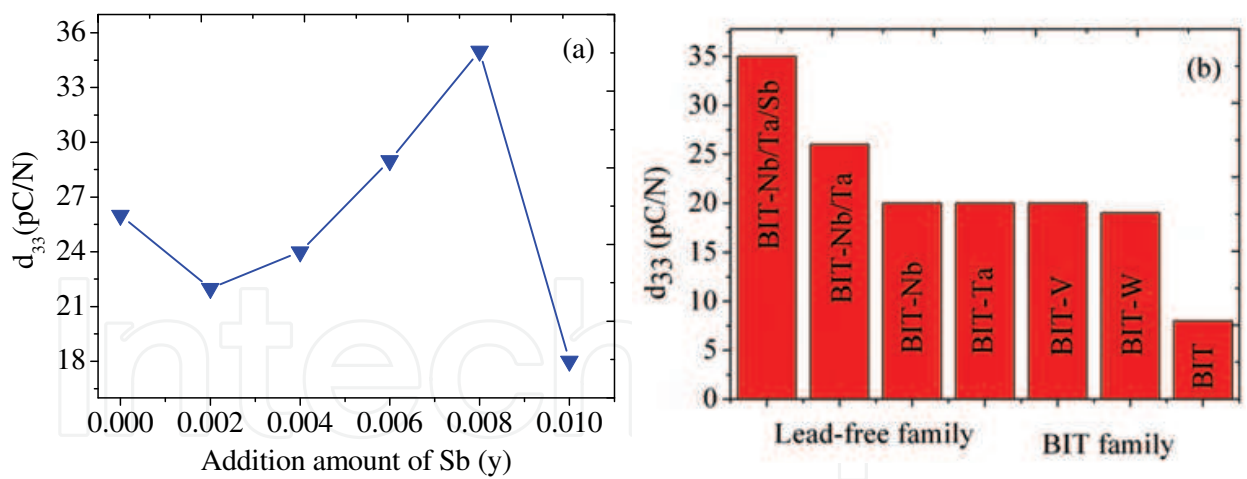 (a)
36
33
30
27
24
21
18
d33 (pC/N)
0.000 0.002 0.004 0.006 0.008 0.010
Addition amount of Sb (y)
Intech
(b)
35
30
25
20
15
10
5
0
d33 (pC/N)
BIT-Nb/Ta/Sb
BIT-Nb/Ta
BIT-Nb
BIT-Ta
BIT-V
BIT-W
BIT
Lead-free family BIT family